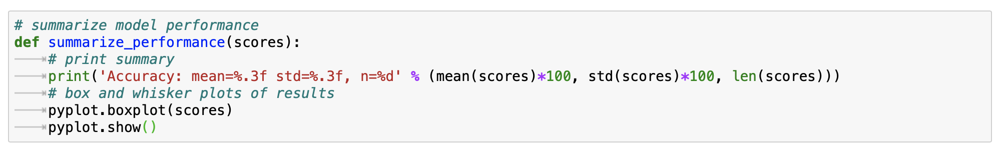 # summarize model performance
def summarize_performance(scores):
# print summary
print('Accuracy: mean=%.3f std=%.3f, n=%d' % (mean(scores)*100, std(scores)*100, len(scores)))
# box and whisker plots of results
pyplot.boxplot(scores)
pyplot.show()